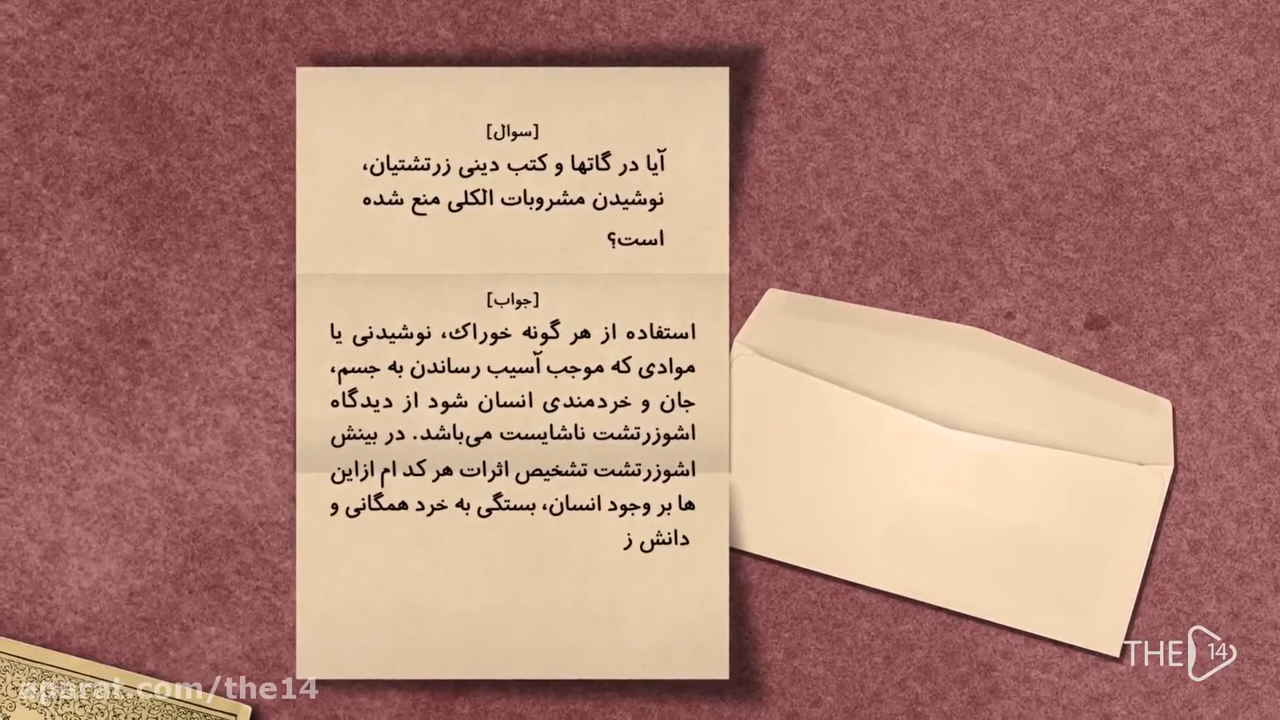 [سوال]
آیا در گاتها و کتب دینی زرتشتیان،
نوشیدن مشروبات الکلی منع شده
است؟
[جواب]
استفاده از هر گونه خوراک، نوشیدنی یا
موادی که موجب آسیب رساندن به جسم،
جان و خردمندی انسان شود از دیدگاه
اشوزرتشت ناشایست می‌باشد. در بینش
اشوزرتشت تشخیص اثرات هر کد ام ازاین
ها بر وجود انسان، بستگی به خرد همگانی و
دانش ز
THE 14
aparat.com/the14